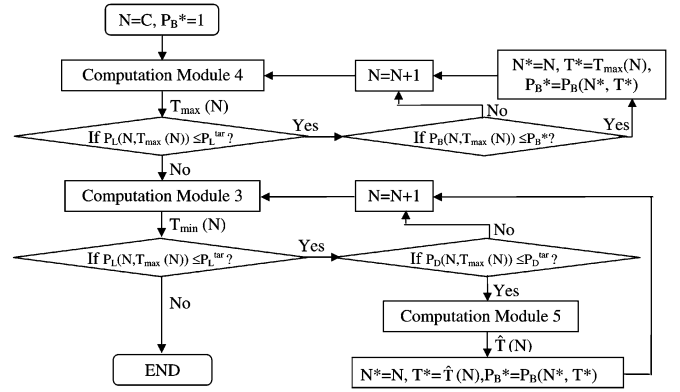 N=C, P_B*=1
Computation Module 4
N=N+1
N*=N, T*=T_max(N),
P_B*=P_B(N*, T*)
T_max (N)
If P_L(N,T_max (N)) ≤P_L^tar?
Yes
If P_B(N,T_max (N)) ≤P_B*?
No
Yes
No
Computation Module 3
N=N+1
T_min (N)
If P_L(N,T_max (N)) ≤P_L^tar?
Yes
If P_D(N,T_max (N)) ≤P_D^tar?
No
No
Yes
Computation Module 5
T̂ (N)
END
N*=N, T*=T̂ (N),P_B*=P_B(N*, T*)